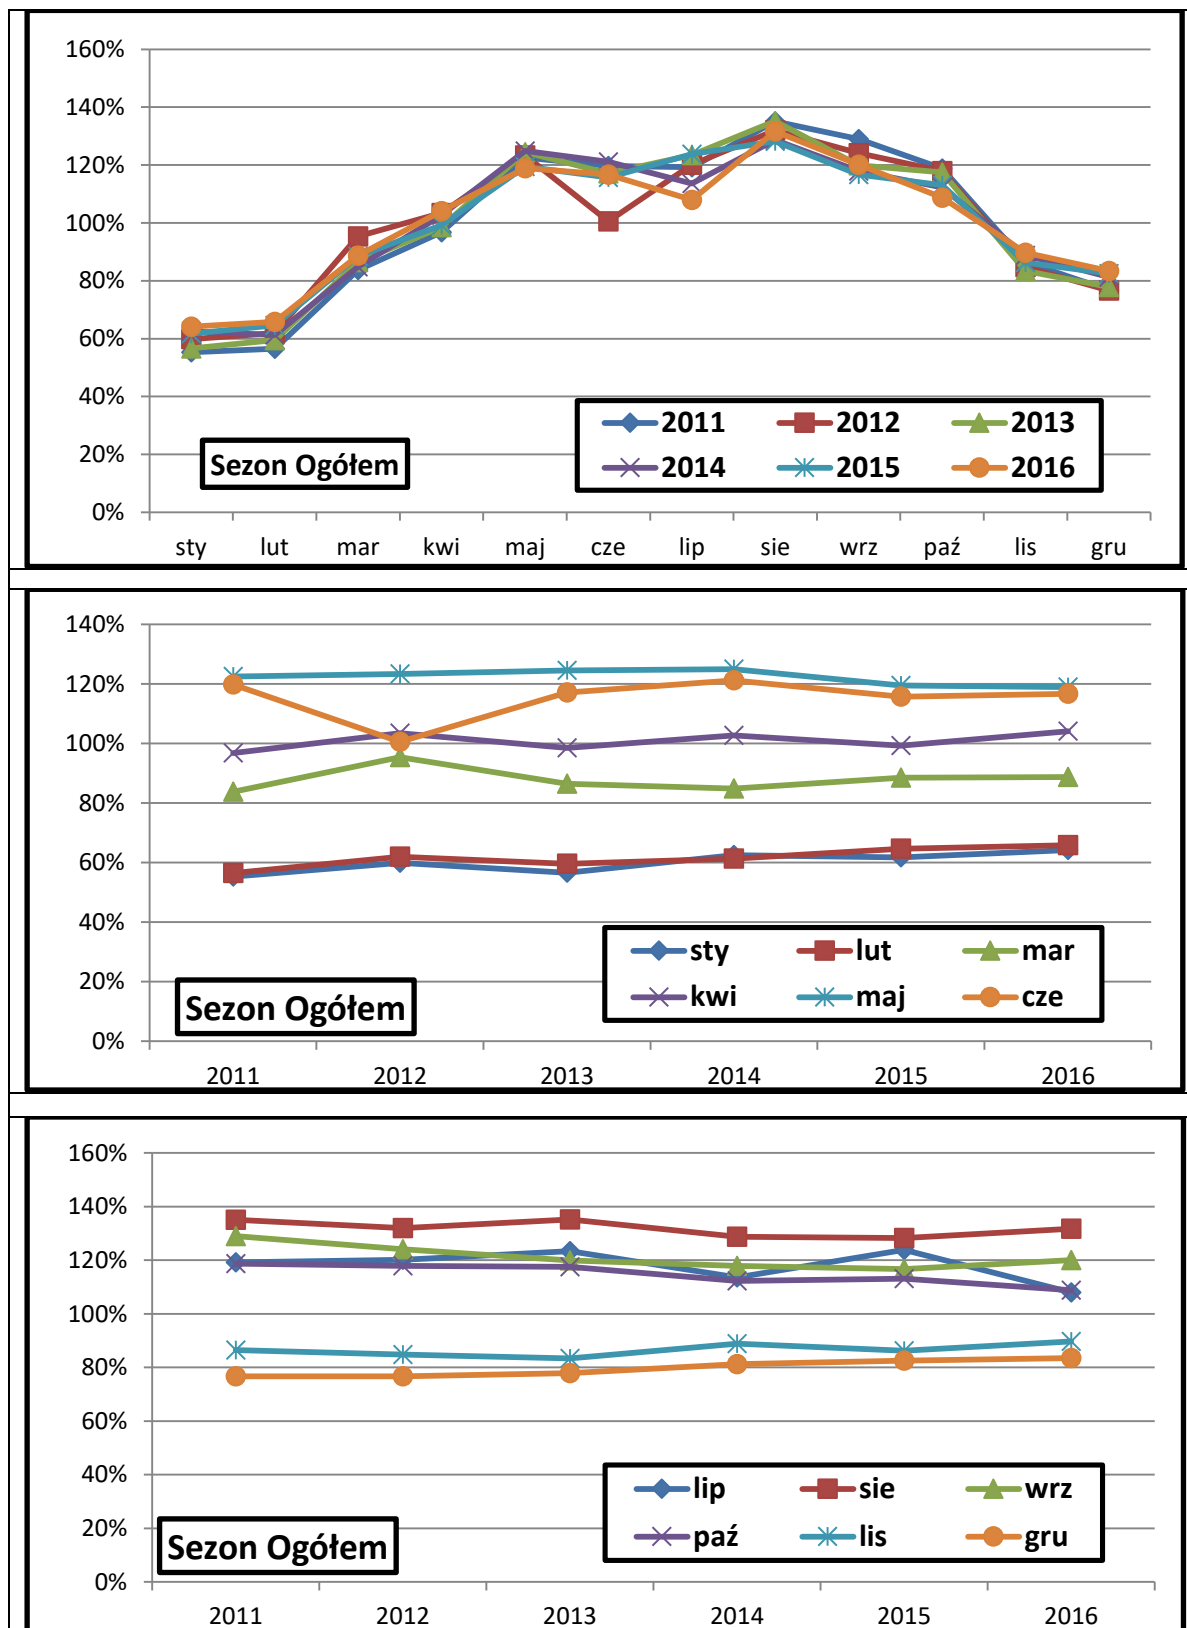 160%
140%
120%
100%
80%
60%
40%
20%
0%
2011 2012 2013
2014 2015 2016
Sezon Ogółem
sty lut mar kwi maj cze lip sie wrz paź lis gru
140%
120%
100%
80%
60%
40%
20%
0%
sty lut mar
kwi maj cze
Sezon Ogółem
2011 2012 2013 2014 2015 2016
160%
140%
120%
100%
80%
60%
40%
20%
0%
lip sie wrz
paź lis gru
Sezon Ogółem
2011 2012 2013 2014 2015 2016